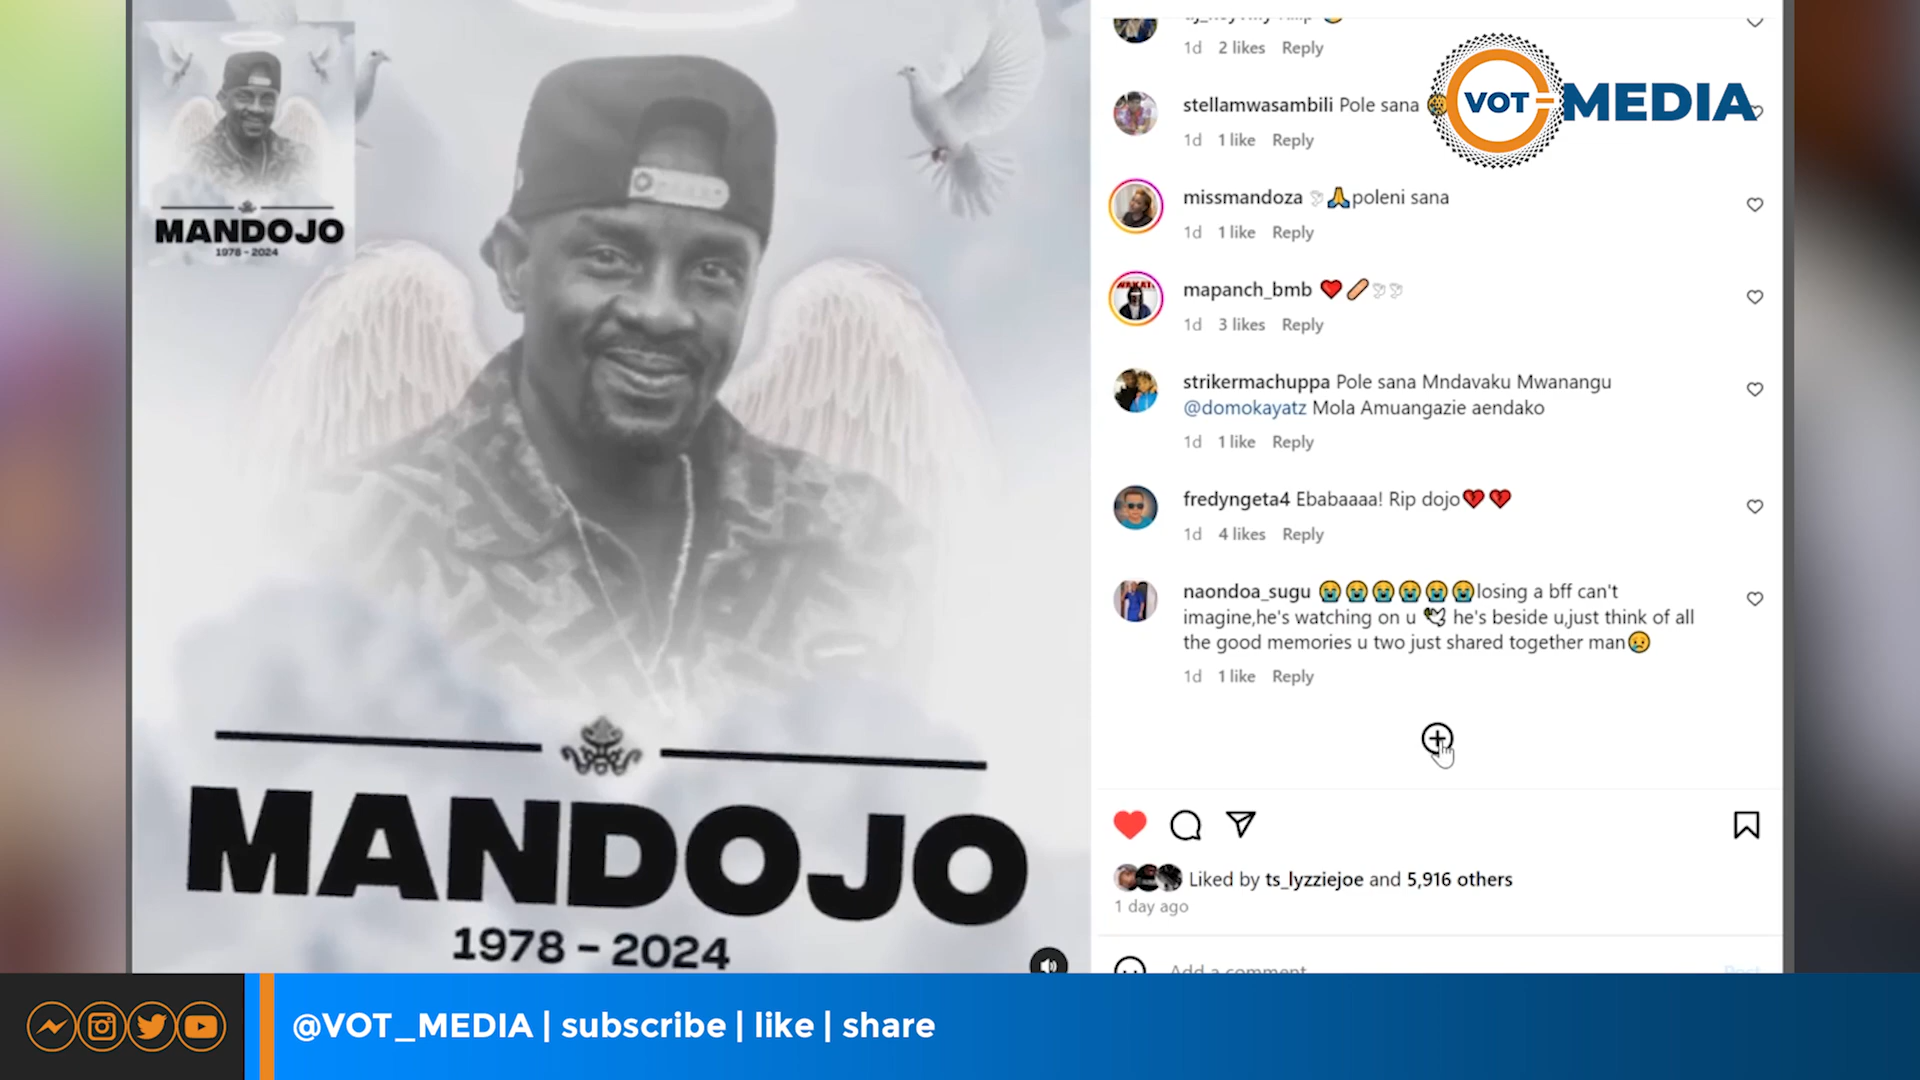 MANDOJO
1978 - 2024
MANDOJO
1978 - 2024
1d 2 likes Reply
VOT MEDIA
stellamwasambili Pole sana
1d 1 like Reply
missmandoza 🕊🙏poleni sana
1d 1 like Reply
mapanch_bmb ❤️🩹🕊🕊
1d 3 likes Reply
strikermachuppa Pole sana Mndavaku Mwanangu
@domokayatz Mola Amuangazie aendako
1d 1 like Reply
fredyngeta4 Ebabaaaa! Rip dojo💔💔
1d 4 likes Reply
naondoa_sugu 😭😭😭😭😭😭losing a bff can't
imagine,he's watching on u 🕊 he's beside u,just think of all
the good memories u two just shared together man😢
1d 1 like Reply
Liked by ts_lyzziejoe and 5,916 others
1 day ago
Add a comment
Post
@VOT_MEDIA | subscribe | like | share